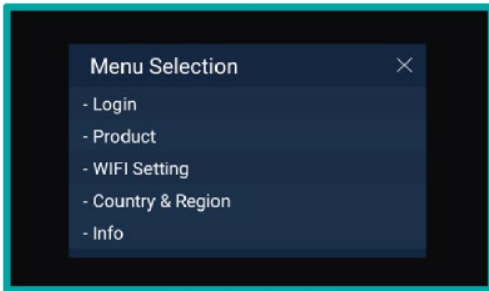 Menu Selection
- Login
- Product
- WIFI Setting
- Country & Region
- Info